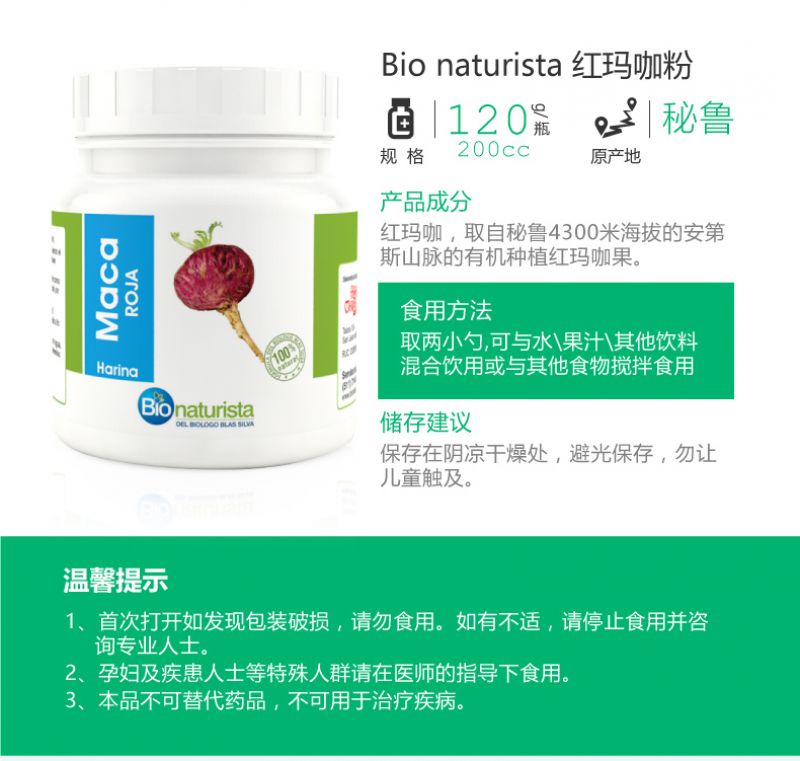 Bio naturista 红玛咖粉
120g/瓶
200cc
规 格
秘鲁
原产地
产品成分
红玛咖，取自秘鲁4300米海拔的安第
斯山脉的有机种植红玛咖果。
食用方法
取两小勺,可与水\果汁\其他饮料
混合饮用或与其他食物搅拌食用
储存建议
保存在阴凉干燥处，避光保存，勿让
儿童触及。
Maca
ROJA
Harina
100%
natural
Bionaturista
DEL BIOLOGO BLAS SILVA
温馨提示
1、首次打开如发现包装破损，请勿食用。如有不适，请停止食用并咨
询专业人士。
2、孕妇及疾患人士等特殊人群请在医师的指导下食用。
3、本品不可替代药品，不可用于治疗疾病。